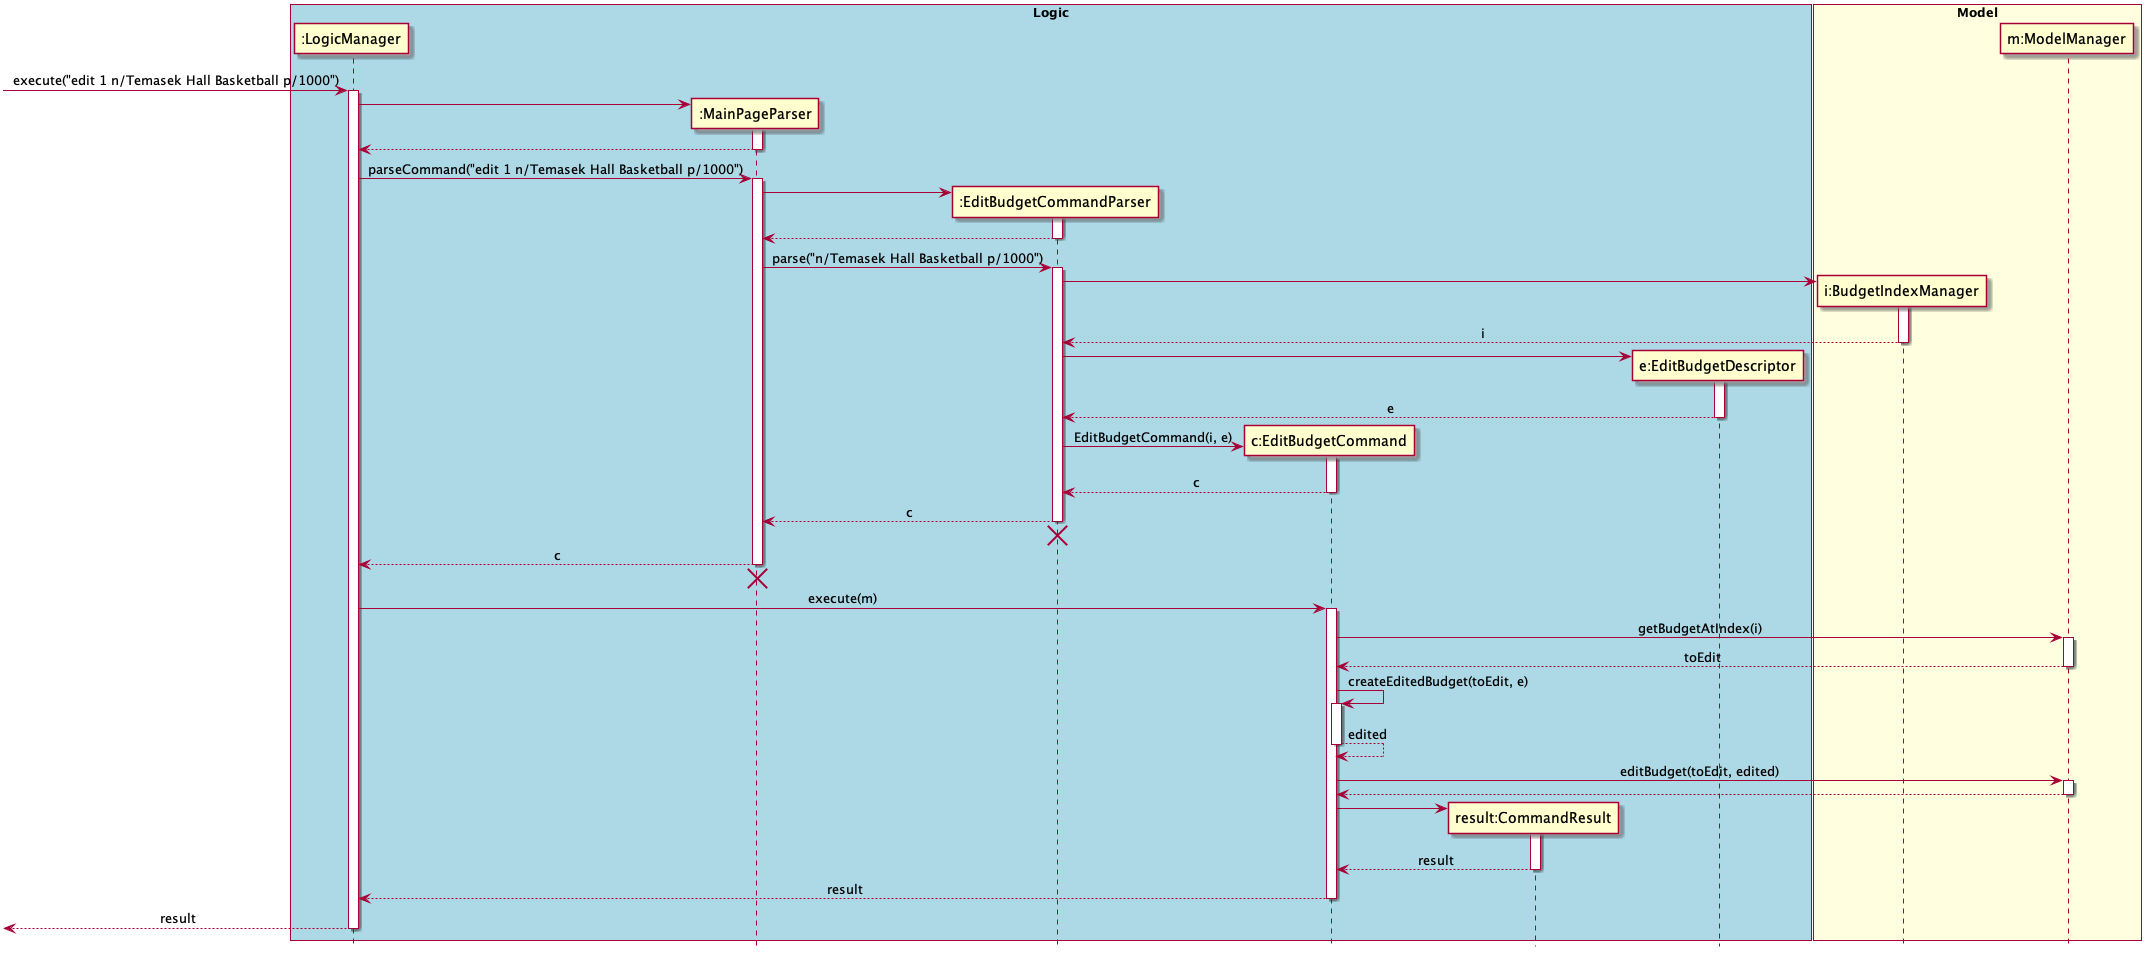 Logic
Model
:LogicManager
m:ModelManager
execute("edit 1 n/Temasek Hall Basketball p/1000")
:MainPageParser
parseCommand("edit 1 n/Temasek Hall Basketball p/1000")
:EditBudgetCommandParser
parse("n/Temasek Hall Basketball p/1000")
i:BudgetIndexManager
i
e:EditBudgetDescriptor
e
EditBudgetCommand(i, e)
c:EditBudgetCommand
c
c
c
execute(m)
getBudgetAtIndex(i)
toEdit
createEditedBudget(toEdit, e)
edited
editBudget(toEdit, edited)
result:CommandResult
result
result
result